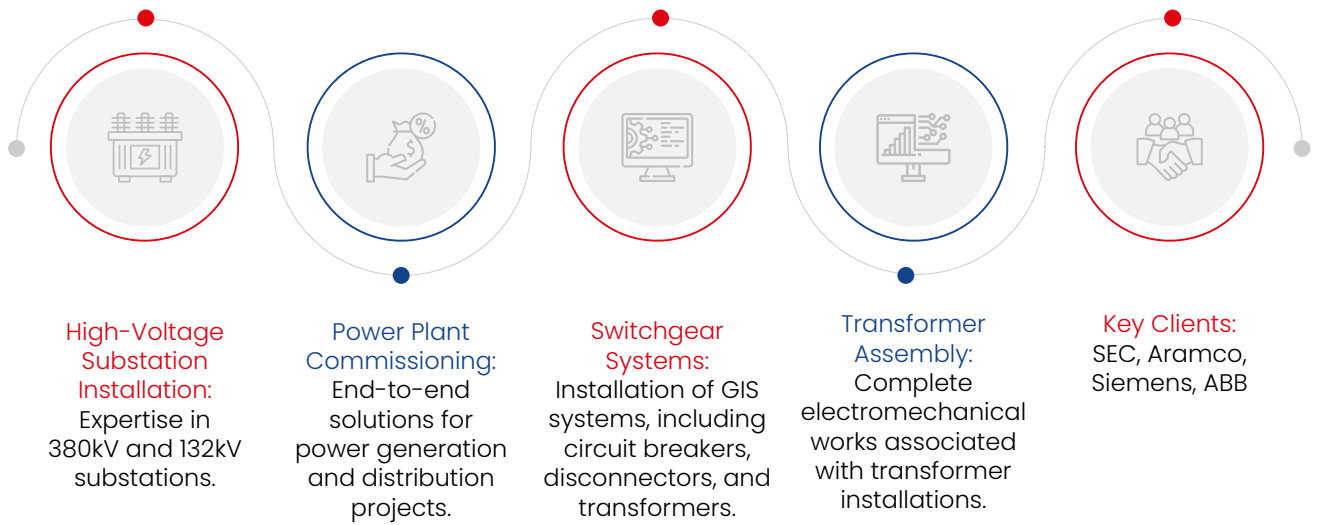 High-Voltage
Substation
Installation:
Expertise in
380kV and 132kV
substations.
Power Plant
Commissioning:
End-to-end
solutions for
power generation
and distribution
projects.
Switchgear
Systems:
Installation of GIS
systems, including
circuit breakers,
disconnectors, and
transformers.
Transformer
Assembly:
Complete
electromechanical
works associated
with transformer
installations.
Key Clients:
SEC, Aramco,
Siemens, ABB